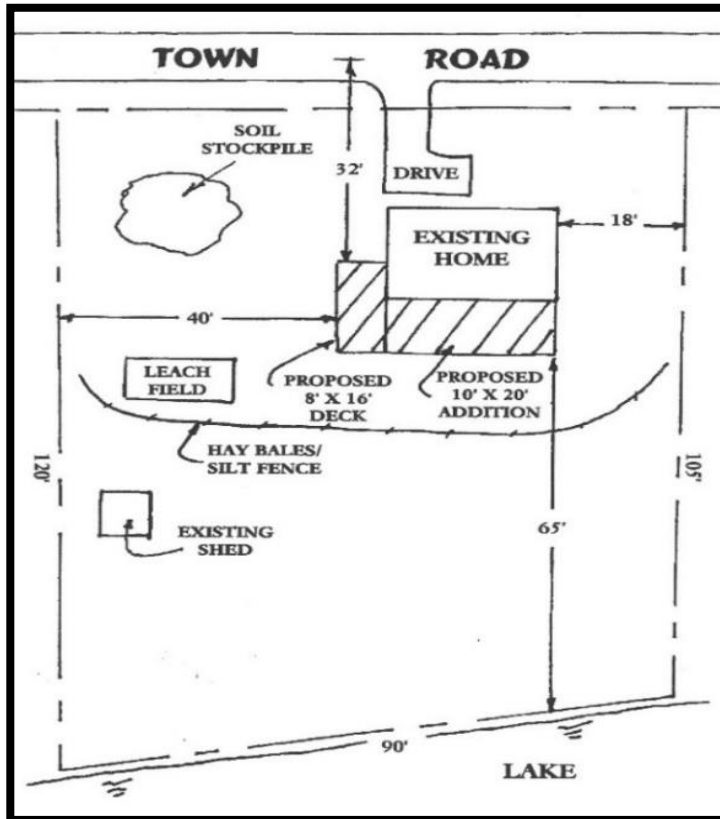 TOWN ROAD
SOIL
STOCKPILE
32'
DRIVE
EXISTING
HOME
18'
40'
LEACH
FIELD
PROPOSED
8' X 16'
DECK
PROPOSED
10' X 20'
ADDITION
HAY BALES/
SILT FENCE
120'
105'
65'
EXISTING
SHED
90'
LAKE